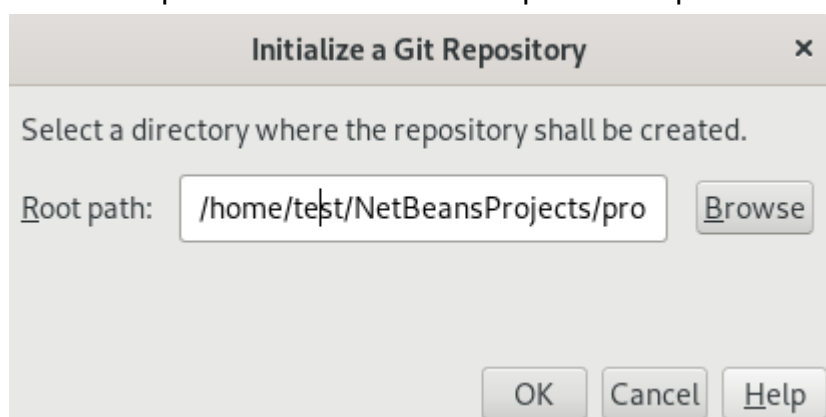 Initialize a Git Repository ×
Select a directory where the repository shall be created.
Root path: /home/test/NetBeansProjects/pro Browse
OK Cancel Help